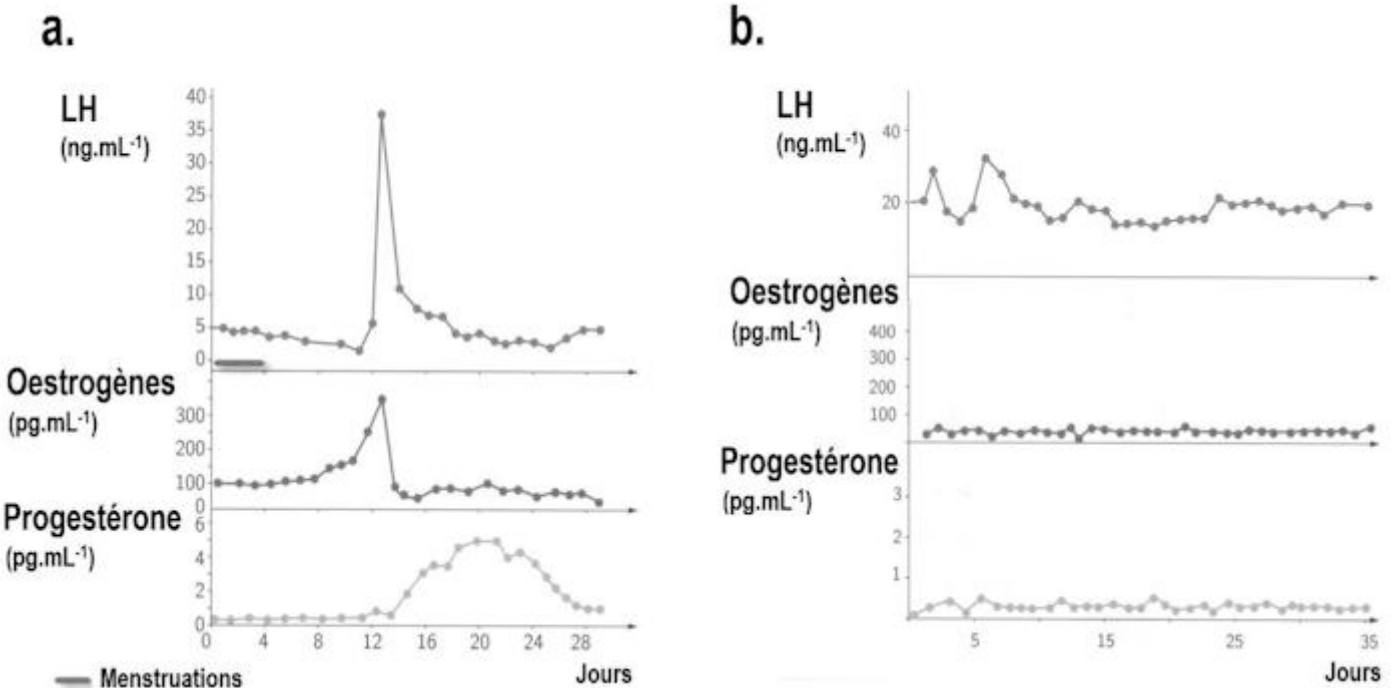 a.
LH
(ng.mL-1)
40
35
30
25
20
15
10
5
0
Oestrogènes
(pg.mL-1)
300
200
100
0
Progestérone
(pg.mL-1)
6
4
2
0
0 4 8 12 16 20 24 28
Jours
Menstruations
b.
LH
(ng.mL-1)
40
20
Oestrogènes
(pg.mL-1)
400
300
200
100
Progestérone
(pg.mL-1)
3
2
1
5 15 25 35
Jours